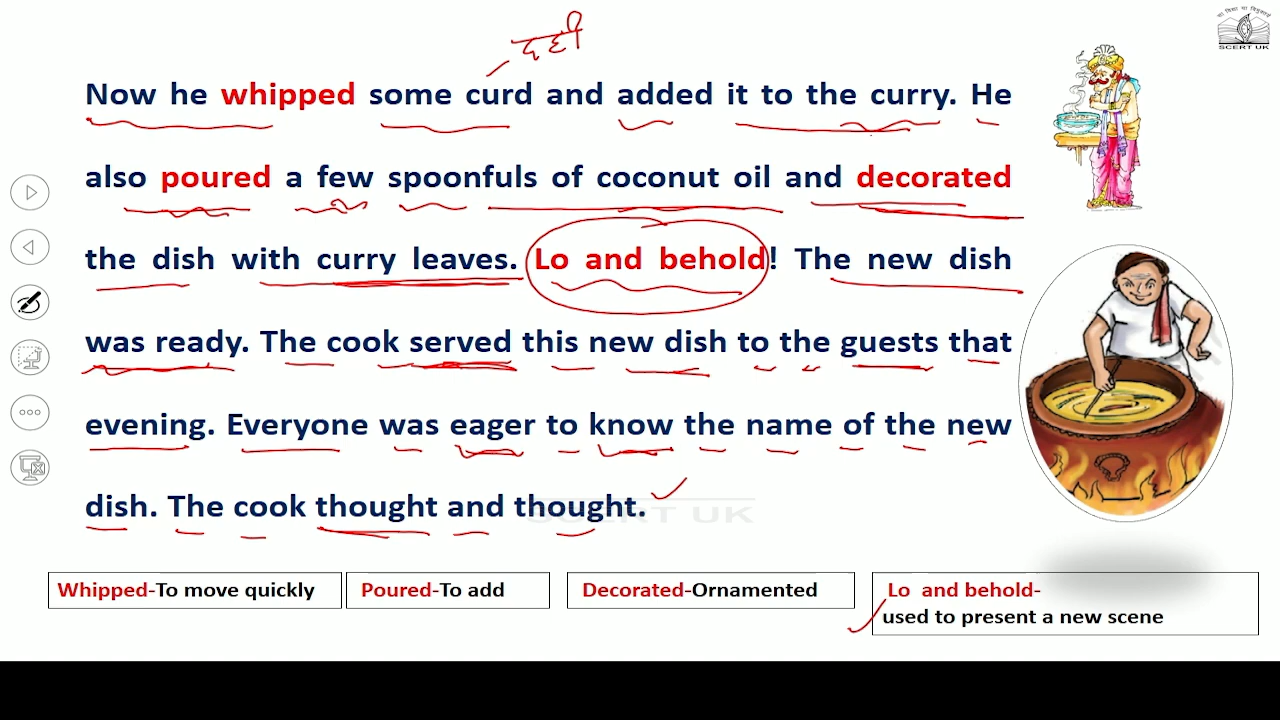 दही
SCERT UK
Now he whipped some curd and added it to the curry. He
also poured a few spoonfuls of coconut oil and decorated
the dish with curry leaves. Lo and behold! The new dish
was ready. The cook served this new dish to the guests that
evening. Everyone was eager to know the name of the new
dish. The cook thought and thought.
SCERT UK
Whipped-To move quickly
Poured-To add
Decorated-Ornamented
Lo and behold-
used to present a new scene